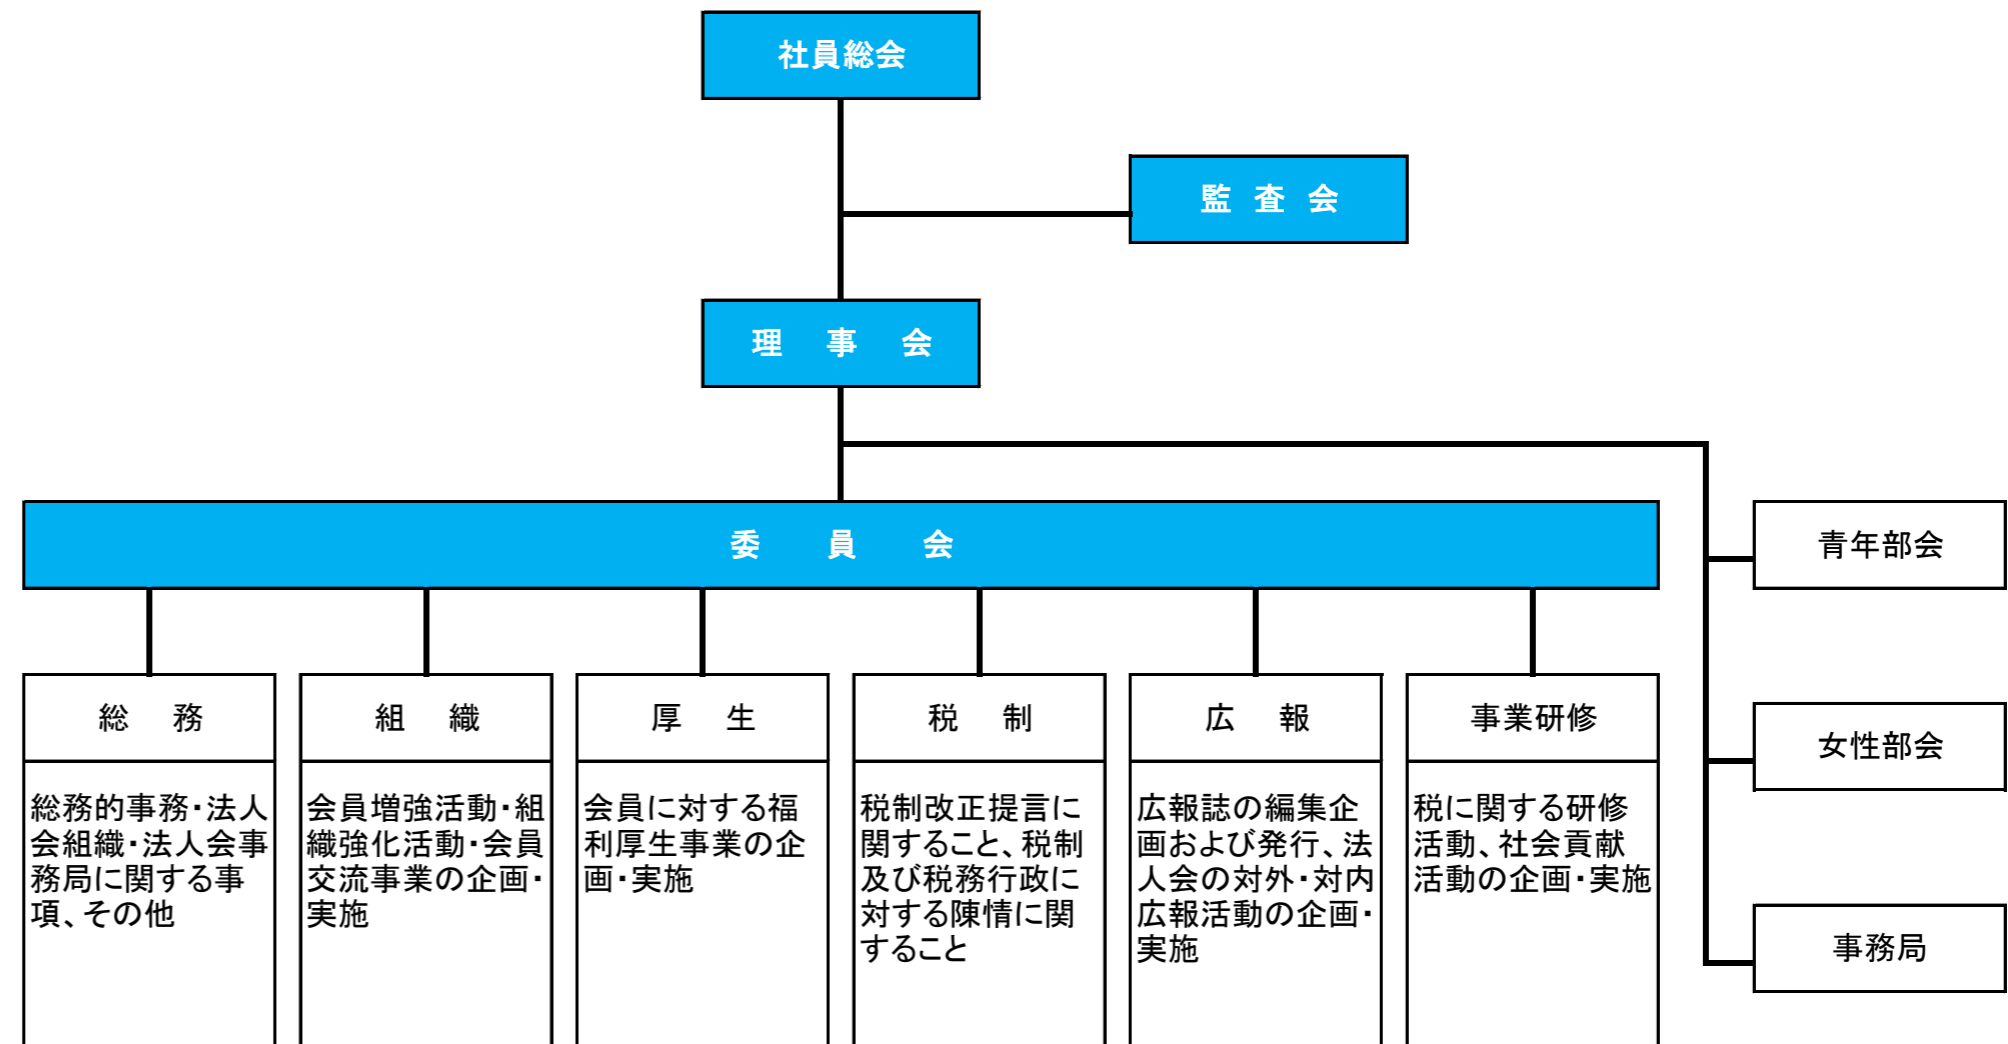 社員総会
監 査 会
理 事 会
委 員 会
青年部会
女性部会
事務局
総 務
総務的事務・法人
会組織・法人会事
務局に関する事
項、その他
組 織
会員増強活動・組
織強化活動・会員
交流事業の企画・
実施
厚 生
会員に対する福
利厚生事業の企
画・実施
税 制
税制改正提言に
関すること、税制
及び税務行政に
対する陳情に関
すること
広 報
広報誌の編集企
画および発行、法
人会の対外・対内
広報活動の企画・
実施
事業研修
税に関する研修
活動、社会貢献
活動の企画・実施